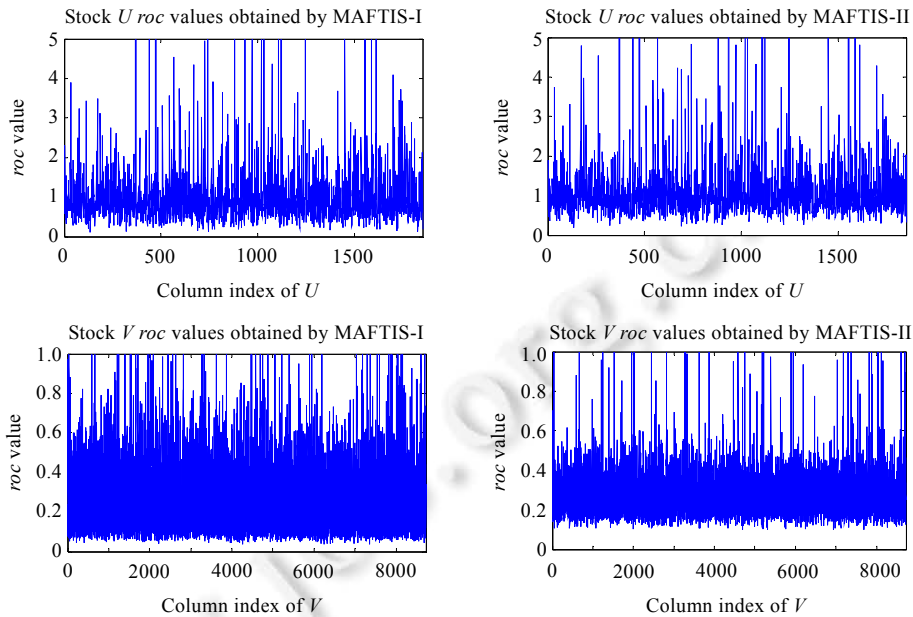 Stock U roc values obtained by MAFTIS-I
5
4
3
2
1
0
roc value
0 500 1000 1500
Column index of U
Stock U roc values obtained by MAFTIS-II
5
4
3
2
1
0
roc value
0 500 1000 1500
Column index of U
Stock V roc values obtained by MAFTIS-I
1.0
0.8
0.6
0.4
0.2
0
roc value
0 2000 4000 6000 8000
Column index of V
Stock V roc values obtained by MAFTIS-II
1.0
0.8
0.6
0.4
0.2
0
roc value
0 2000 4000 6000 8000
Column index of V